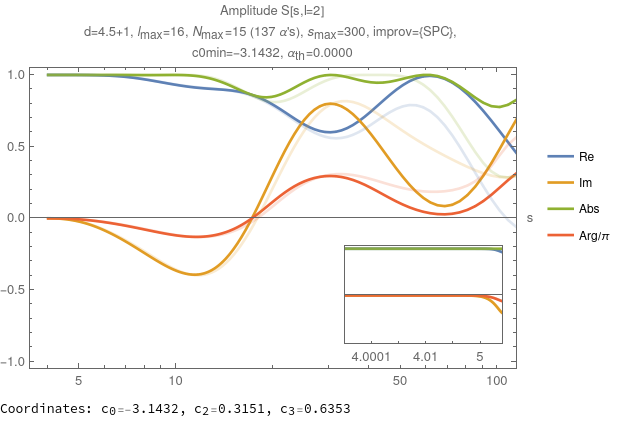 Amplitude S[s,l=2]
d=4.5+1, lmax=16, Nmax=15 (137 α's), smax=300, improv={SPC},
c0min=−3.1432, αth=0.0000
1.0
0.5
0.0
−0.5
−1.0
s
5
10
50
100
4.0001
4.01
5
Re
Im
Abs
Arg/π
Coordinates: c0=−3.1432, c2=0.3151, c3=0.6353